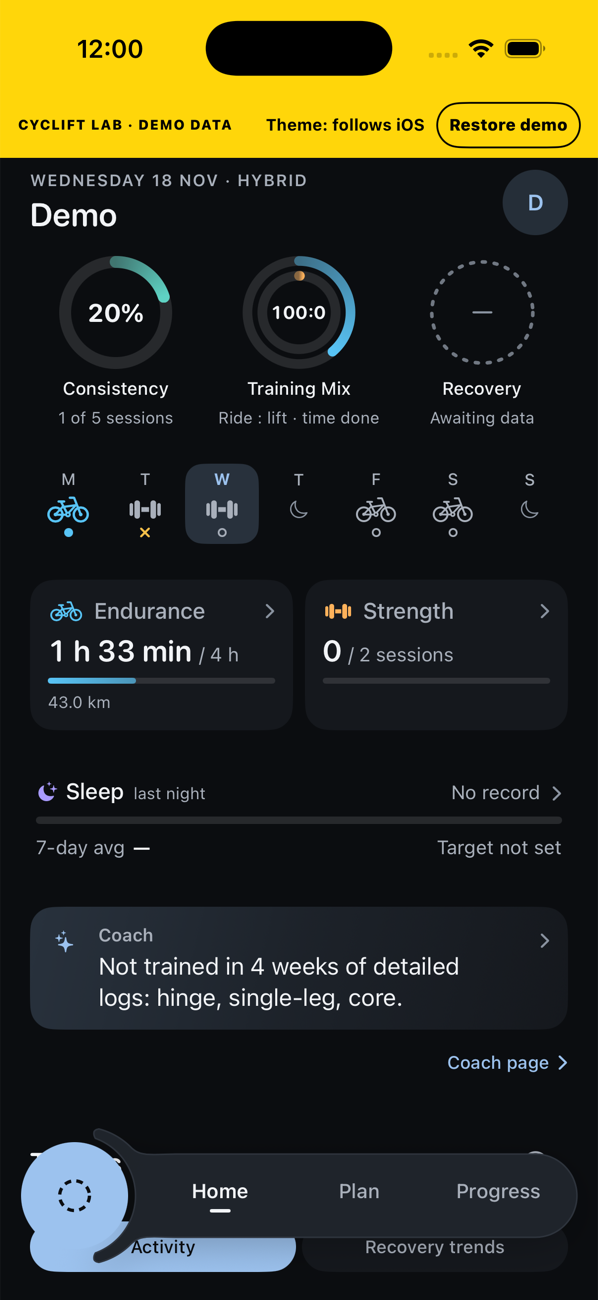 12:00
CYCLIFT LAB · DEMO DATA Theme: follows iOS Restore demo
WEDNESDAY 18 NOV · HYBRID
Demo
D
20% 100:0 —
Consistency Training Mix Recovery
1 of 5 sessions Ride : lift · time done Awaiting data
M T W T F S S
Endurance
1 h 33 min / 4 h
43.0 km
Strength
0 / 2 sessions
Sleep last night No record
7-day avg — Target not set
Coach
Not trained in 4 weeks of detailed
logs: hinge, single-leg, core.
Coach page
Home Plan Progress
Activity Recovery trends